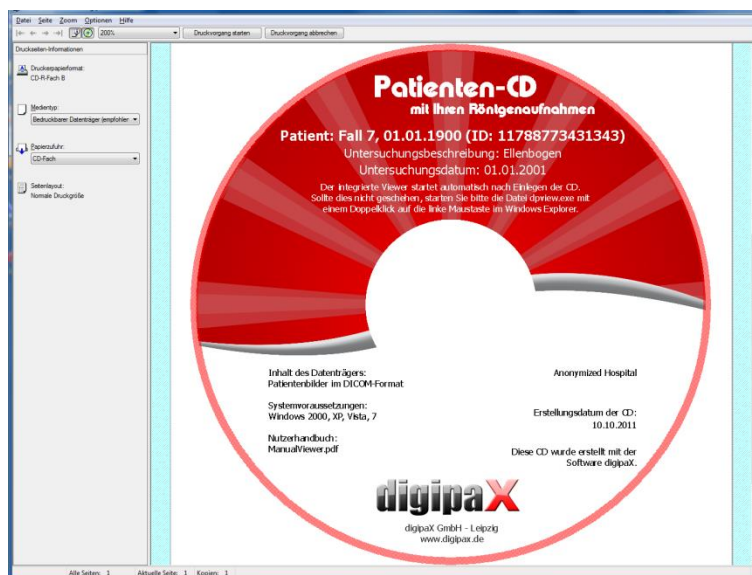 Datei Seite Zoom Optionen Hilfe
200% Druckvorgang starten Druckvorgang abbrechen
Druckseiten-Informationen
Druckerpapierformat:
CD-R-Fach B
Medientyp:
Bedruckbarer Datenträger (empfohlen
Papierzufuhr:
CD-Fach
Seitenlayout:
Normale Druckgröße
Patienten-CD
mit Ihren Röntgenaufnahmen
Patient: Fall 7, 01.01.1900 (ID: 11788773431343)
Untersuchungsbeschreibung: Ellenbogen
Untersuchungsdatum: 01.01.2001
Der integrierte Viewer startet automatisch nach Einlegen der CD.
Sollte dies nicht geschehen, starten Sie bitte die Datei dpview.exe mit
einem Doppelklick auf die linke Maustaste im Windows Explorer.
Inhalt des Datenträgers:
Patientenbilder im DICOM-Format
Systemvoraussetzungen:
Windows 2000, XP, Vista, 7
Nutzerhandbuch:
ManualViewer.pdf
Anonymized Hospital
Erstellungsdatum der CD:
10.10.2011
Diese CD wurde erstellt mit der
Software digipaX.
digipaX
digipaX GmbH - Leipzig
www.digipax.de
Alle Seiten: 1 Aktuelle Seite: 1 Kopien: 1